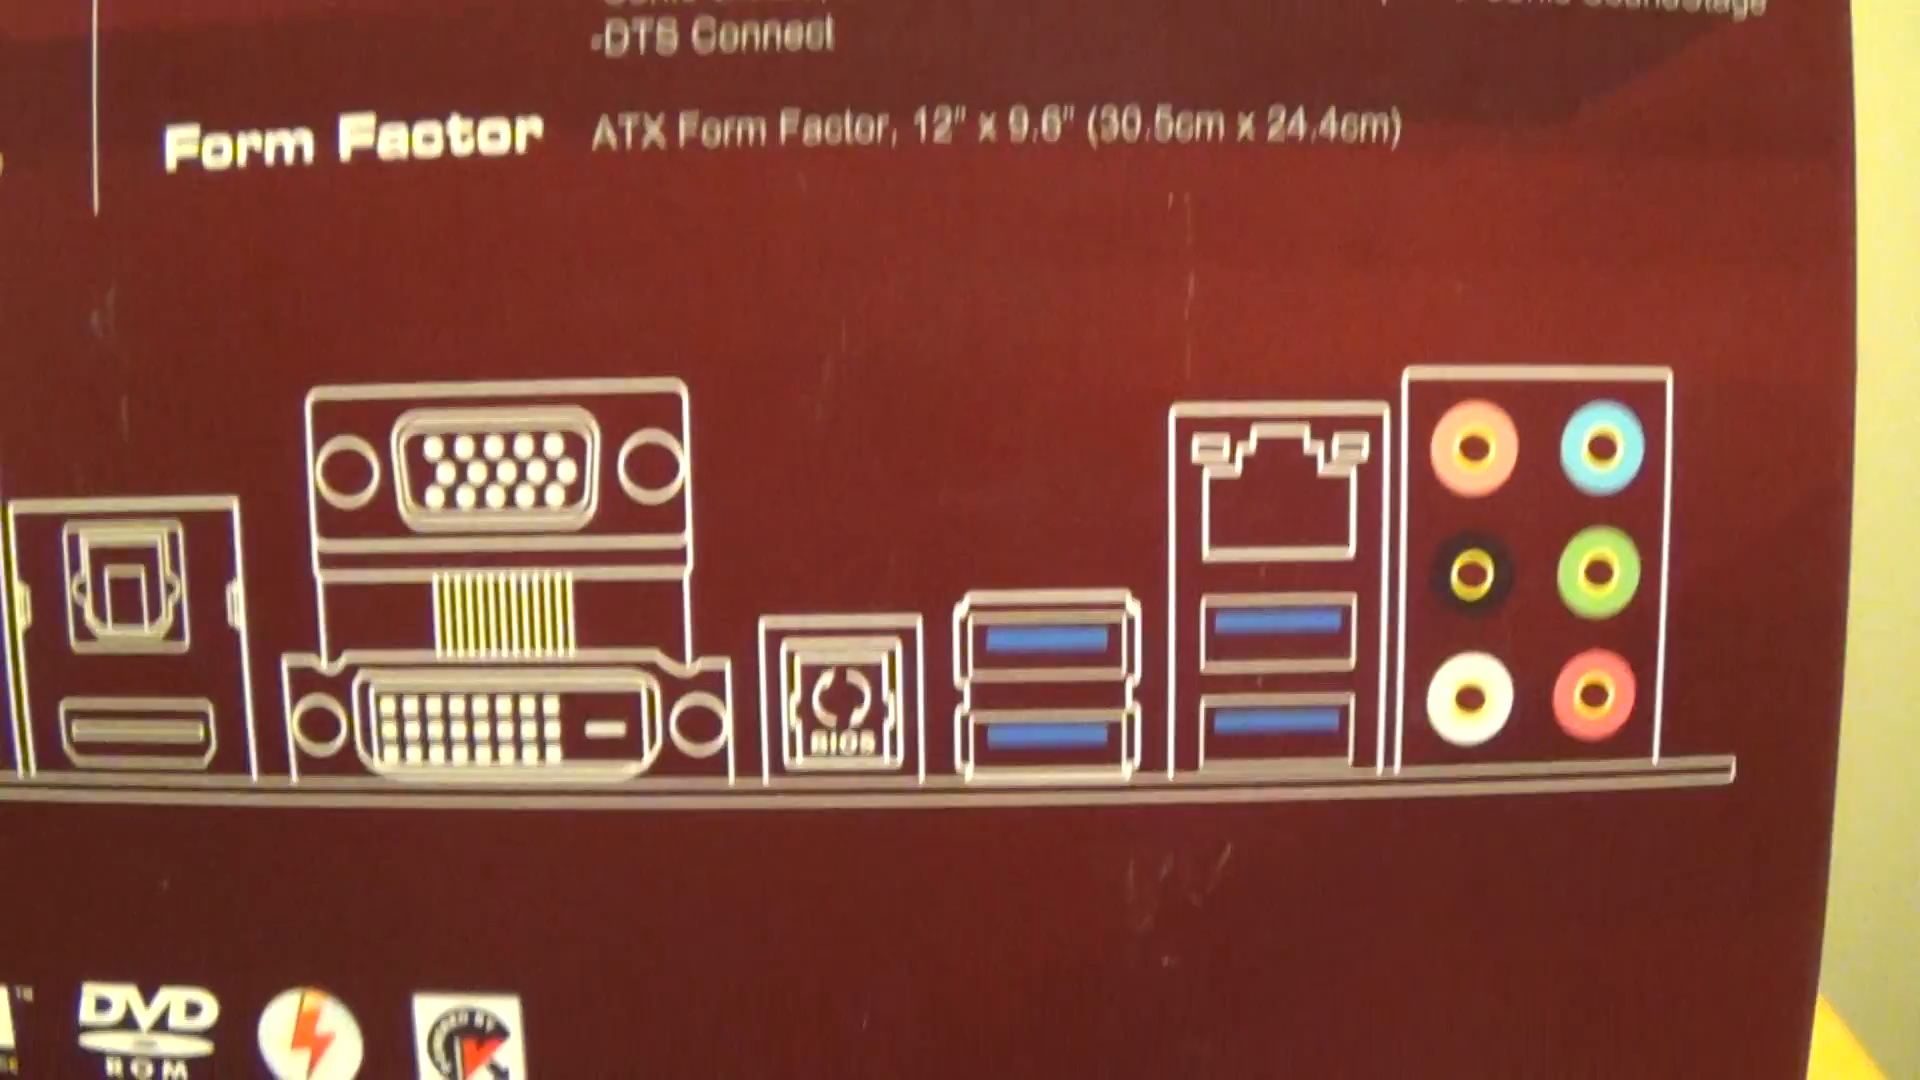 -DTS Connect
Form Factor ATX Form Factor, 12" x 9.6" (30.5cm x 24.4cm)
BIOS
DVD
ROM